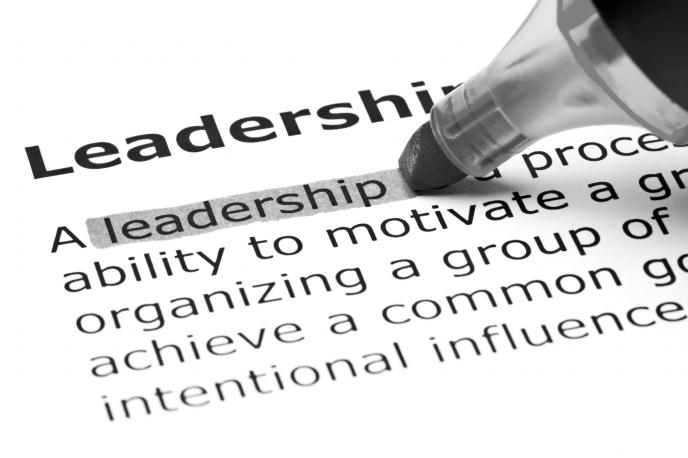 Leadershi
A leadership a proce
ability to motivate a gr
organizing a group of
achieve a common go
intentional influence